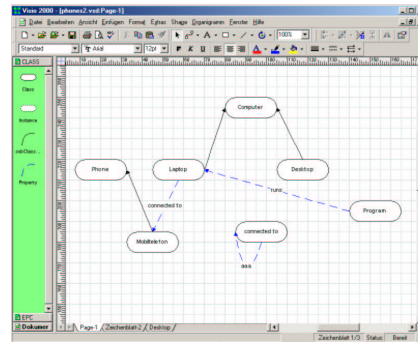 Visio 2000 - [phones2.vsd:Page-1]
Datei Bearbeiten Ansicht Einfügen Format Extras Shape Organigramm Fenster Hilfe
100%
Standard Arial 12pt F K U
CLASS
Class
Instance
subClass...
Property
EPC
Dokumer
Computer
Phone
Laptop
Desktop
runs
connected to
Program
Mobiltelefon
connected to
Page-1 Zeichenblatt-2 Desktop
Zeichenblatt 1/3 Status: Bereit